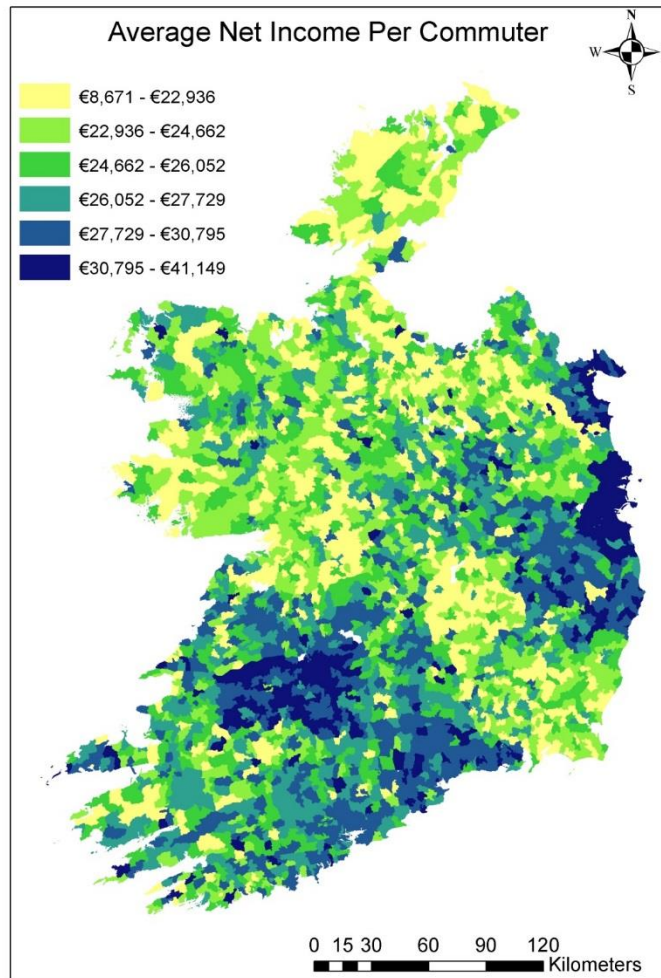 Average Net Income Per Commuter
N
W E
S
€8,671 - €22,936
€22,936 - €24,662
€24,662 - €26,052
€26,052 - €27,729
€27,729 - €30,795
€30,795 - €41,149
0 15 30 60 90 120
Kilometers